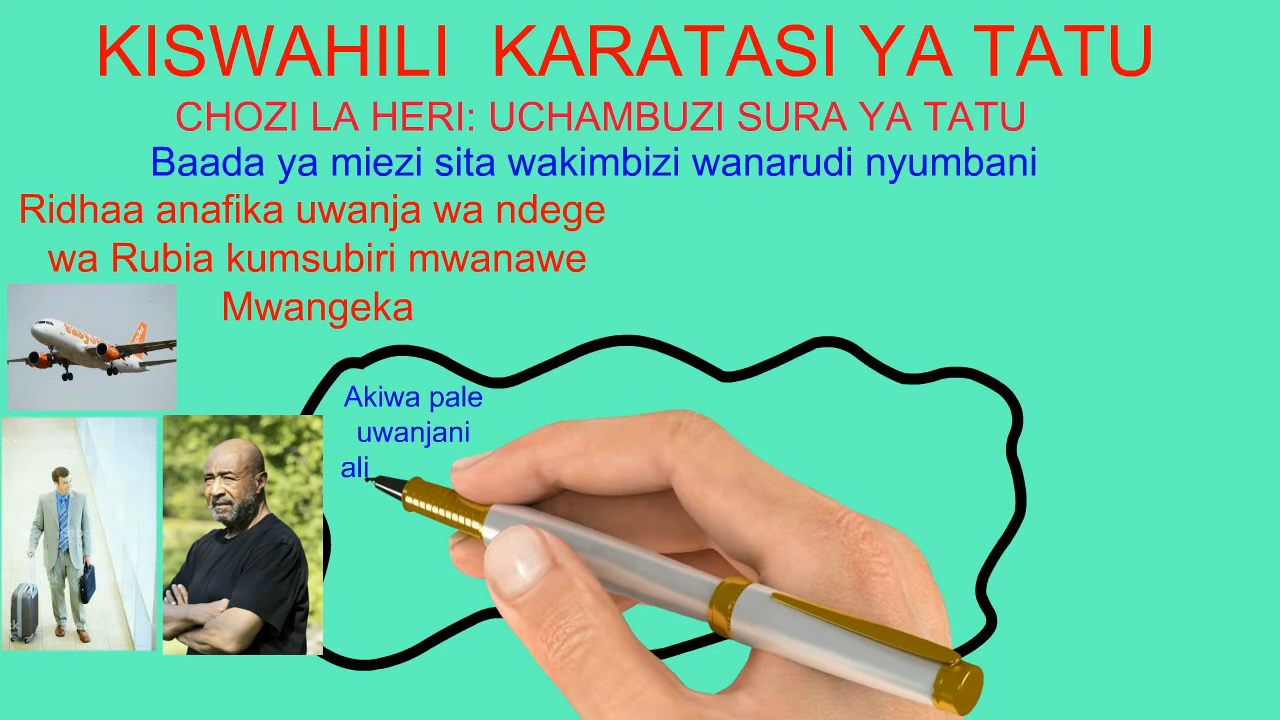 KISWAHILI KARATASI YA TATU
CHOZI LA HERI: UCHAMBUZI SURA YA TATU
Baada ya miezi sita wakimbizi wanarudi nyumbani
Ridhaa anafika uwanja wa ndege
wa Rubia kumsubiri mwanawe
Mwangeka
Akiwa pale
uwanjani
ali